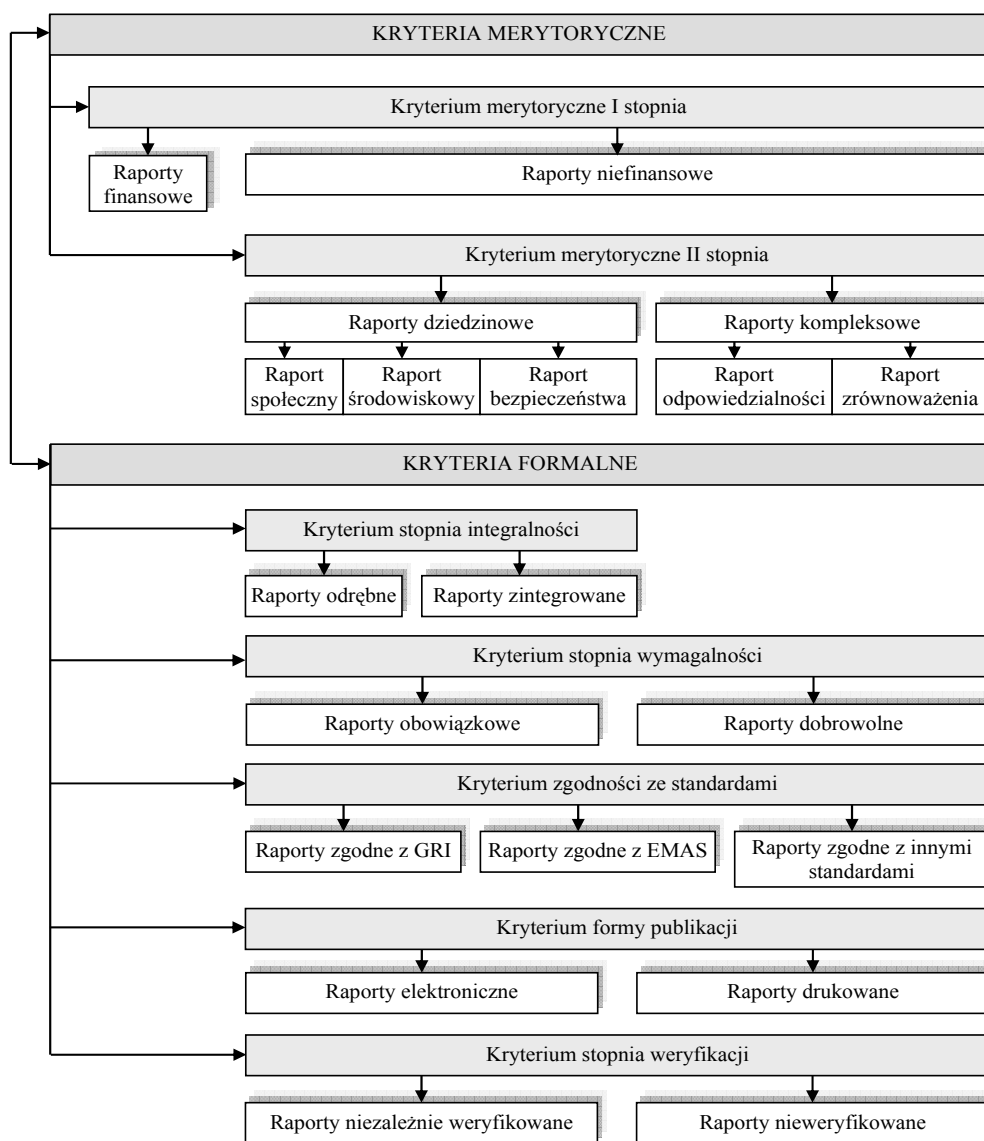 KRYTERIA MERYTORYCZNE
Kryterium merytoryczne I stopnia
Raporty
finansowe
Raporty niefinansowe
Kryterium merytoryczne II stopnia
Raporty dziedzinowe
Raporty kompleksowe
Raport
społeczny
Raport
środowiskowy
Raport
bezpieczeństwa
Raport
odpowiedzialności
Raport
zrównoważenia
KRYTERIA FORMALNE
Kryterium stopnia integralności
Raporty odrębne
Raporty zintegrowane
Kryterium stopnia wymagalności
Raporty obowiązkowe
Raporty dobrowolne
Kryterium zgodności ze standardami
Raporty zgodne z GRI
Raporty zgodne z EMAS
Raporty zgodne z innymi
standardami
Kryterium formy publikacji
Raporty elektroniczne
Raporty drukowane
Kryterium stopnia weryfikacji
Raporty niezależnie weryfikowane
Raporty nieweryfikowane